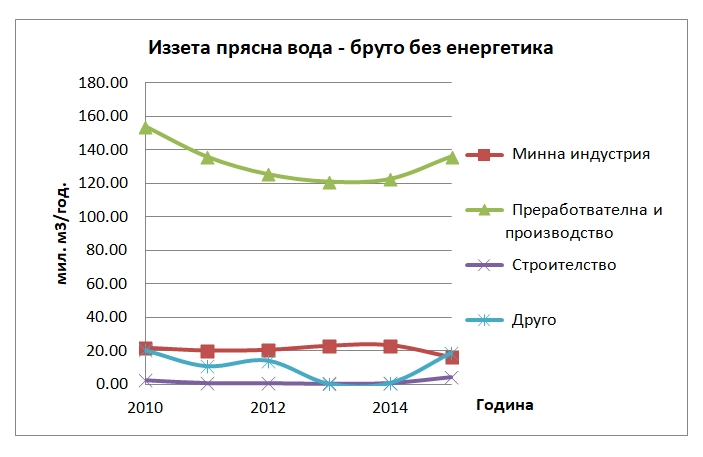 Иззета прясна вода - бруто без енергетика
мил. м3/год.
180.00
160.00
140.00
120.00
100.00
80.00
60.00
40.00
20.00
0.00
2010
2012
2014
Година
Минна индустрия
Преработвателна и
производство
Строителство
Друго